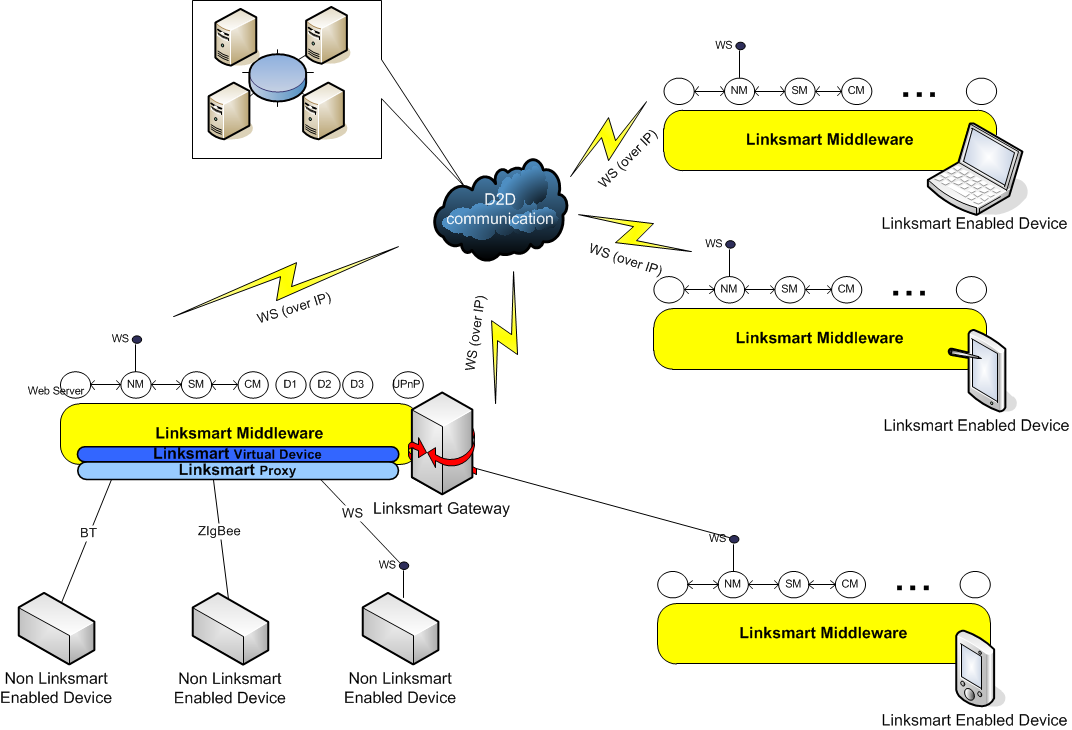 WS
NM
SM
CM
...
Linksmart Middleware
Linksmart Enabled Device
D2D
communication
WS (over IP)
WS (over IP)
WS
NM
SM
CM
...
Linksmart Middleware
Linksmart Enabled Device
WS (over IP)
WS (over IP)
WS
Web Server
NM
SM
CM
D1
D2
D3
UPnP
Linksmart Middleware
Linksmart Virtual Device
Linksmart Proxy
Linksmart Gateway
BT
ZIgBee
WS
WS
Non Linksmart
Enabled Device
Non Linksmart
Enabled Device
Non Linksmart
Enabled Device
WS
NM
SM
CM
...
Linksmart Middleware
Linksmart Enabled Device